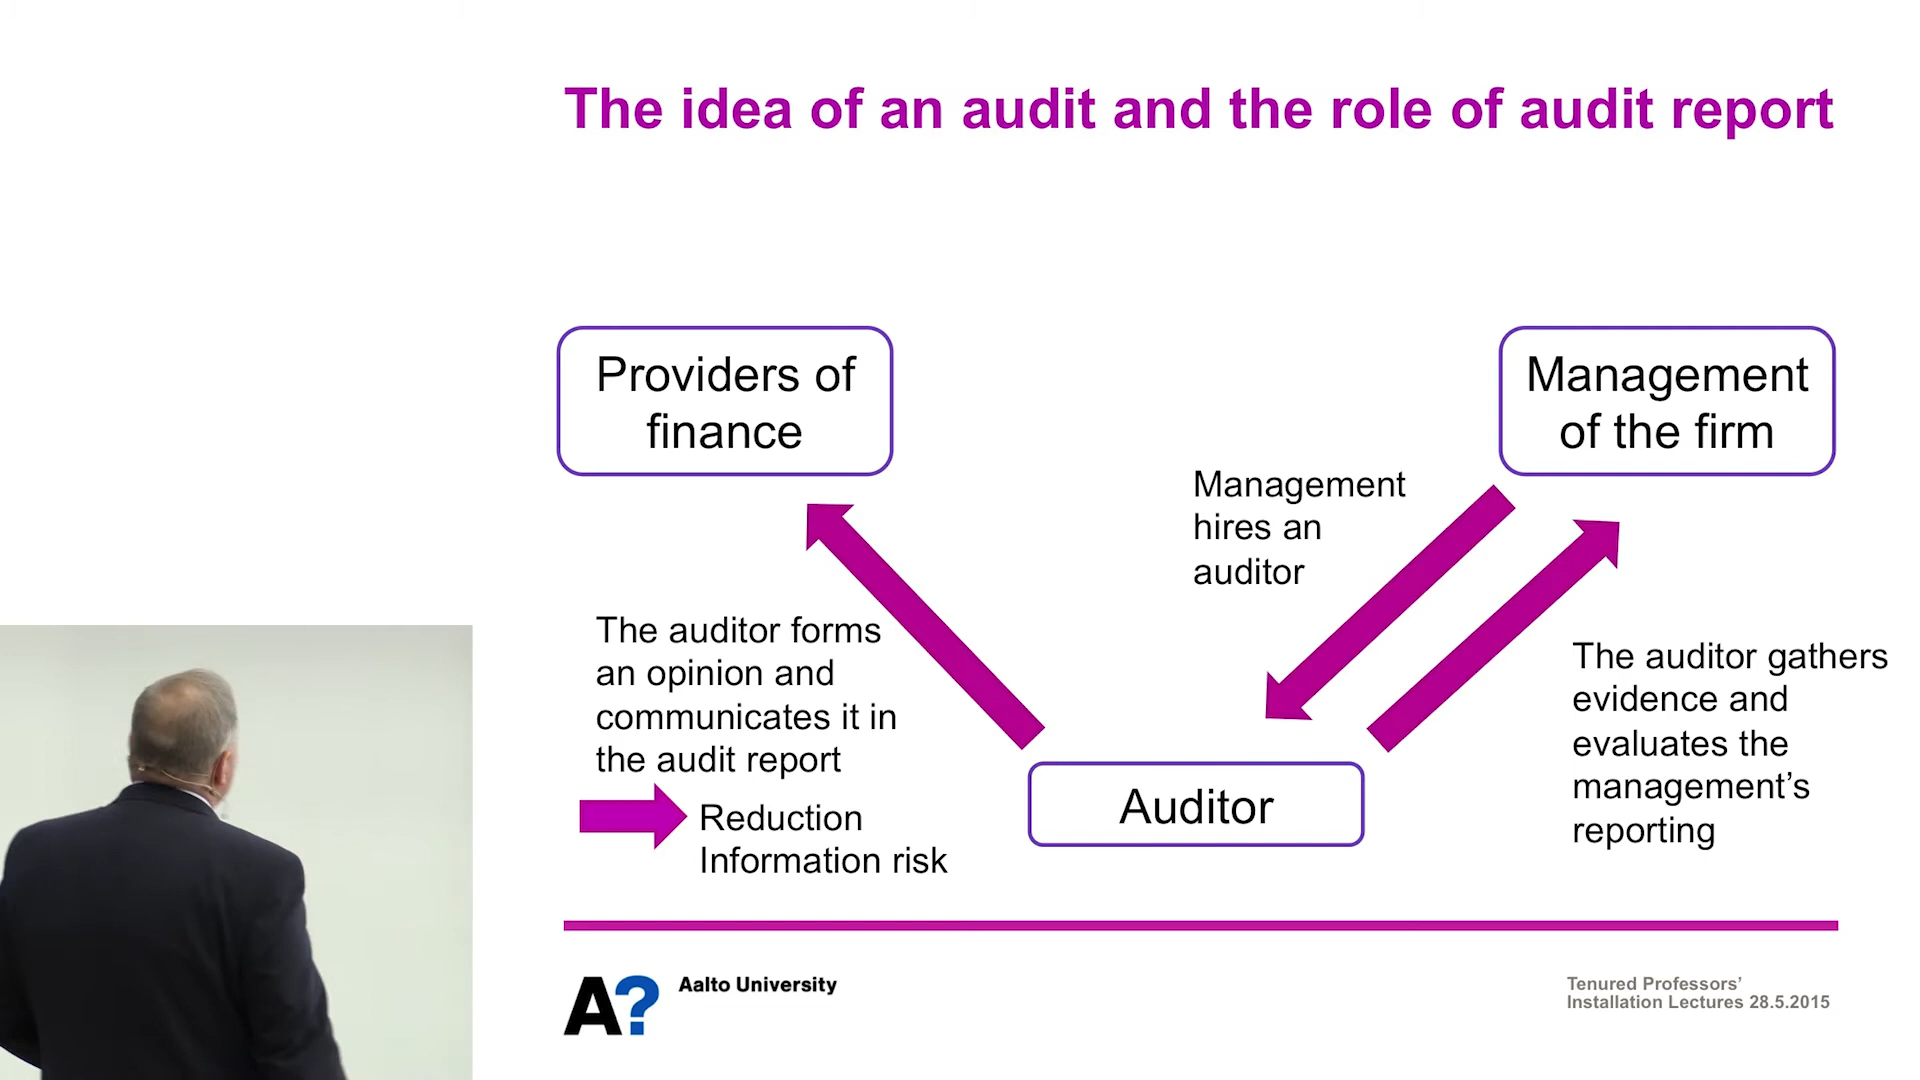 The idea of an audit and the role of audit report
Providers of
finance
Management
of the firm
Management
hires an
auditor
The auditor forms
an opinion and
communicates it in
the audit report
Reduction
Information risk
Auditor
The auditor gathers
evidence and
evaluates the
management’s
reporting
A?
Aalto University
Tenured Professors’
Installation Lectures 28.5.2015